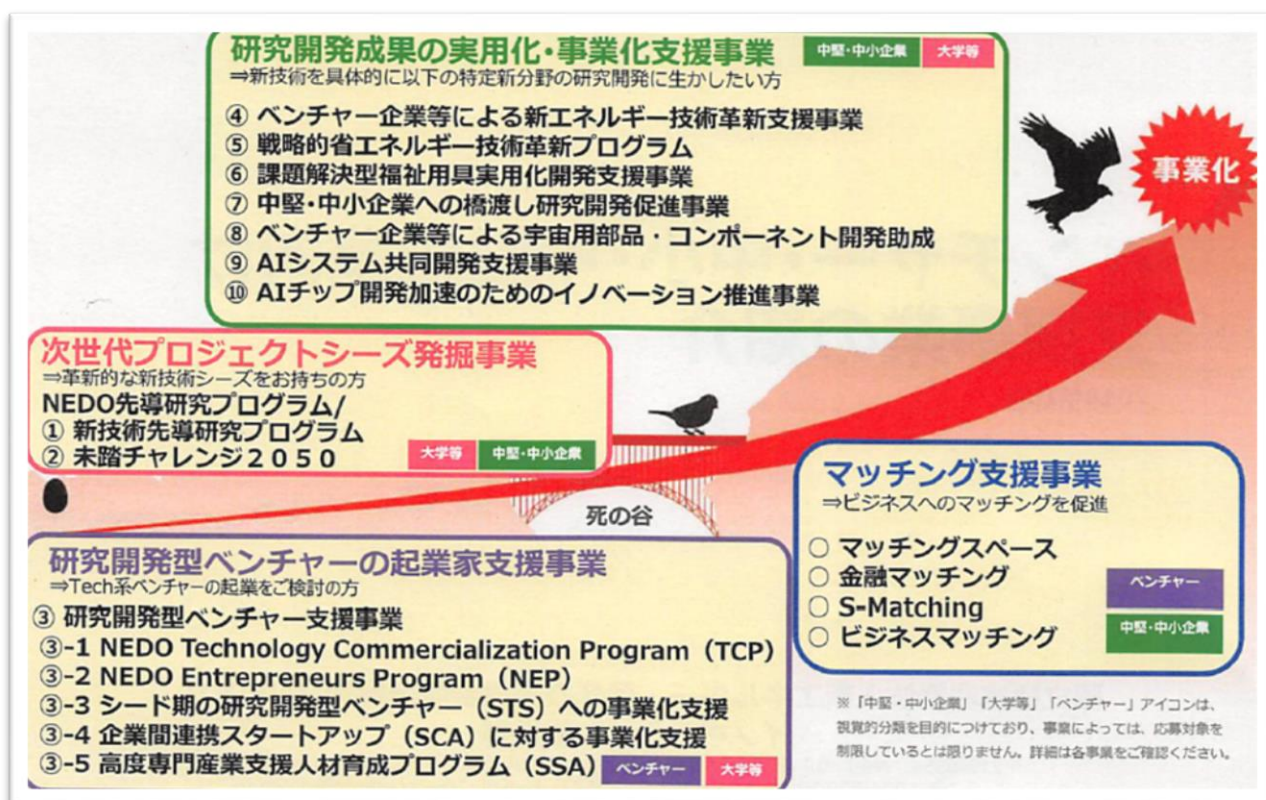 研究開発成果の実用化・事業化支援事業
中堅・中小企業
大学等
⇒新技術を具体的に以下の特定新分野の研究開発に生かしたい方
④ ベンチャー企業等による新エネルギー技術革新支援事業
⑤ 戦略的省エネルギー技術革新プログラム
⑥ 課題解決型福祉用具実用化開発支援事業
⑦ 中堅・中小企業への橋渡し研究開発促進事業
⑧ ベンチャー企業等による宇宙用部品・コンポーネント開発助成
⑨ AIシステム共同開発支援事業
⑩ AIチップ開発加速のためのイノベーション推進事業
事業化
次世代プロジェクトシーズ発掘事業
⇒革新的な新技術シーズをお持ちの方
NEDO先導研究プログラム/
① 新技術先導研究プログラム
② 未踏チャレンジ2050
大学等
中堅・中小企業
死の谷
研究開発型ベンチャーの起業家支援事業
⇒Tech系ベンチャーの起業をご検討の方
③ 研究開発型ベンチャー支援事業
③-1 NEDO Technology Commercialization Program（TCP）
③-2 NEDO Entrepreneurs Program（NEP）
③-3 シード期の研究開発型ベンチャー（STS）への事業化支援
③-4 企業間連携スタートアップ（SCA）に対する事業化支援
③-5 高度専門産業支援人材育成プログラム（SSA）
ベンチャー
大学等
マッチング支援事業
⇒ビジネスへのマッチングを促進
○ マッチングスペース
○ 金融マッチング
○ S-Matching
○ ビジネスマッチング
ベンチャー
中堅・中小企業
※「中堅・中小企業」「大学等」「ベンチャー」アイコンは、
視覚的分類を目的につけており、事業によっては、応募対象を
制限しているとは限りません。詳細は各事業をご確認ください。